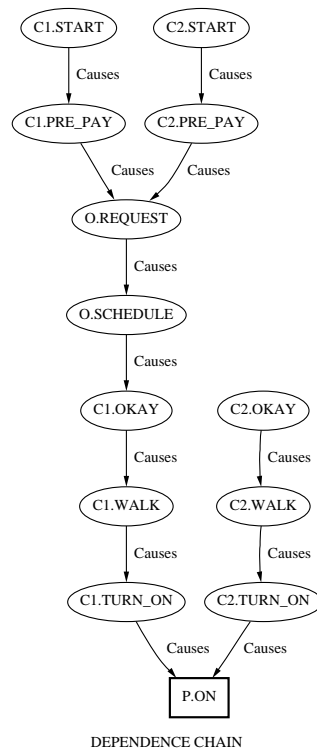 C1.START C2.START
Causes Causes
C1.PRE_PAY C2.PRE_PAY
Causes Causes
O.REQUEST
Causes
O.SCHEDULE
Causes
C1.OKAY C2.OKAY
Causes Causes
C1.WALK C2.WALK
Causes Causes
C1.TURN_ON C2.TURN_ON
Causes Causes
P.ON
DEPENDENCE CHAIN